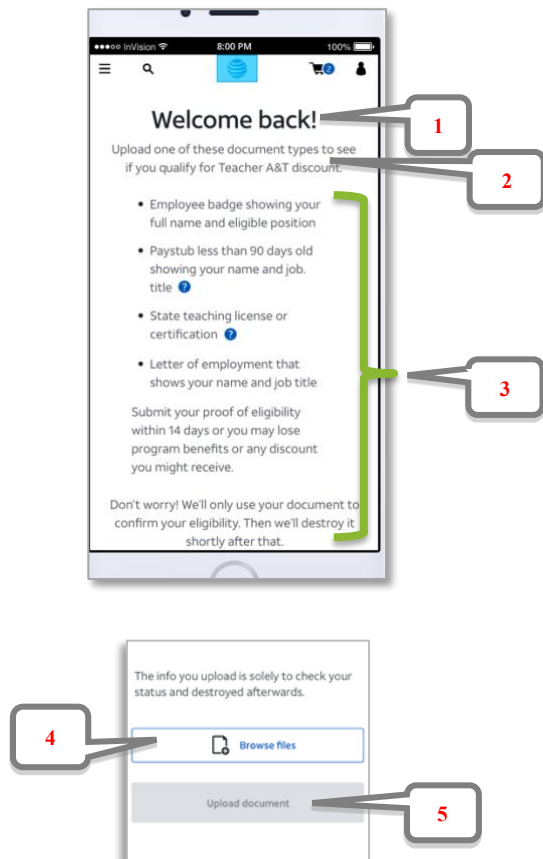 InVision 8:00 PM 100%
2
Welcome back!
1
Upload one of these document types to see
if you qualify for Teacher A&T discount.
2
• Employee badge showing your
full name and eligible position
• Paystub less than 90 days old
showing your name and job.
title ?
• State teaching license or
certification ?
• Letter of employment that
shows your name and job title
3
Submit your proof of eligibility
within 14 days or you may lose
program benefits or any discount
you might receive.
Don't worry! We'll only use your document to
confirm your eligibility. Then we'll destroy it
shortly after that.
The info you upload is solely to check your
status and destroyed afterwards.
4
Browse files
Upload document
5